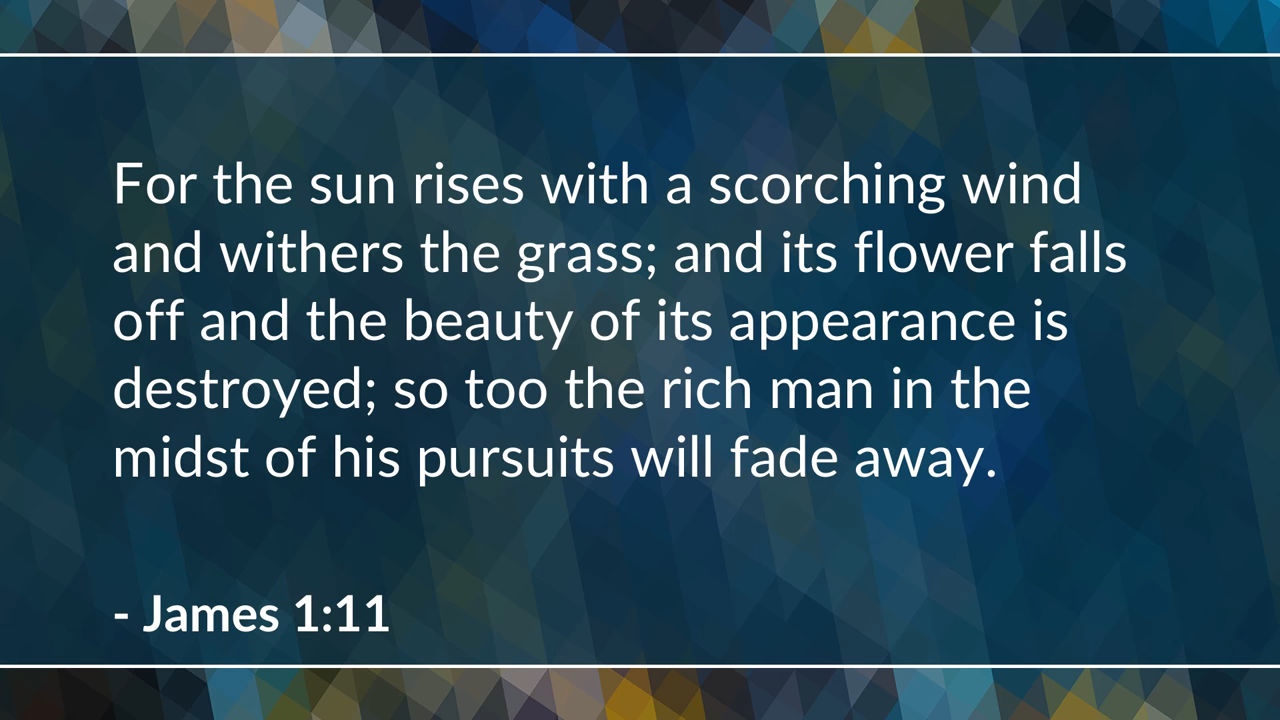 For the sun rises with a scorching wind
and withers the grass; and its flower falls
off and the beauty of its appearance is
destroyed; so too the rich man in the
midst of his pursuits will fade away.
- James 1:11